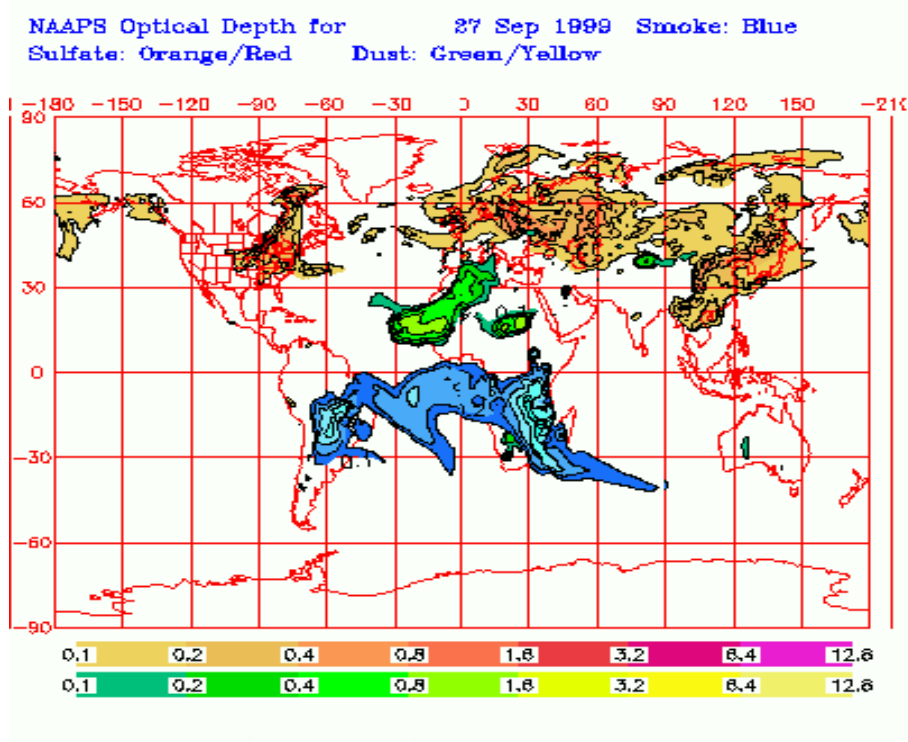 NAAPS Optical Depth for 27 Sep 1999 Smoke: Blue
Sulfate: Orange/Red Dust: Green/Yellow
-180 -150 -120 -90 -60 -30 0 30 60 90 120 150 -210
90
60
30
0
-30
0.1
-60
-90
0.1 0.2 0.4 0.8 1.6 3.2 6.4 12.8
0.1 0.2 0.4 0.8 1.6 3.2 6.4 12.8